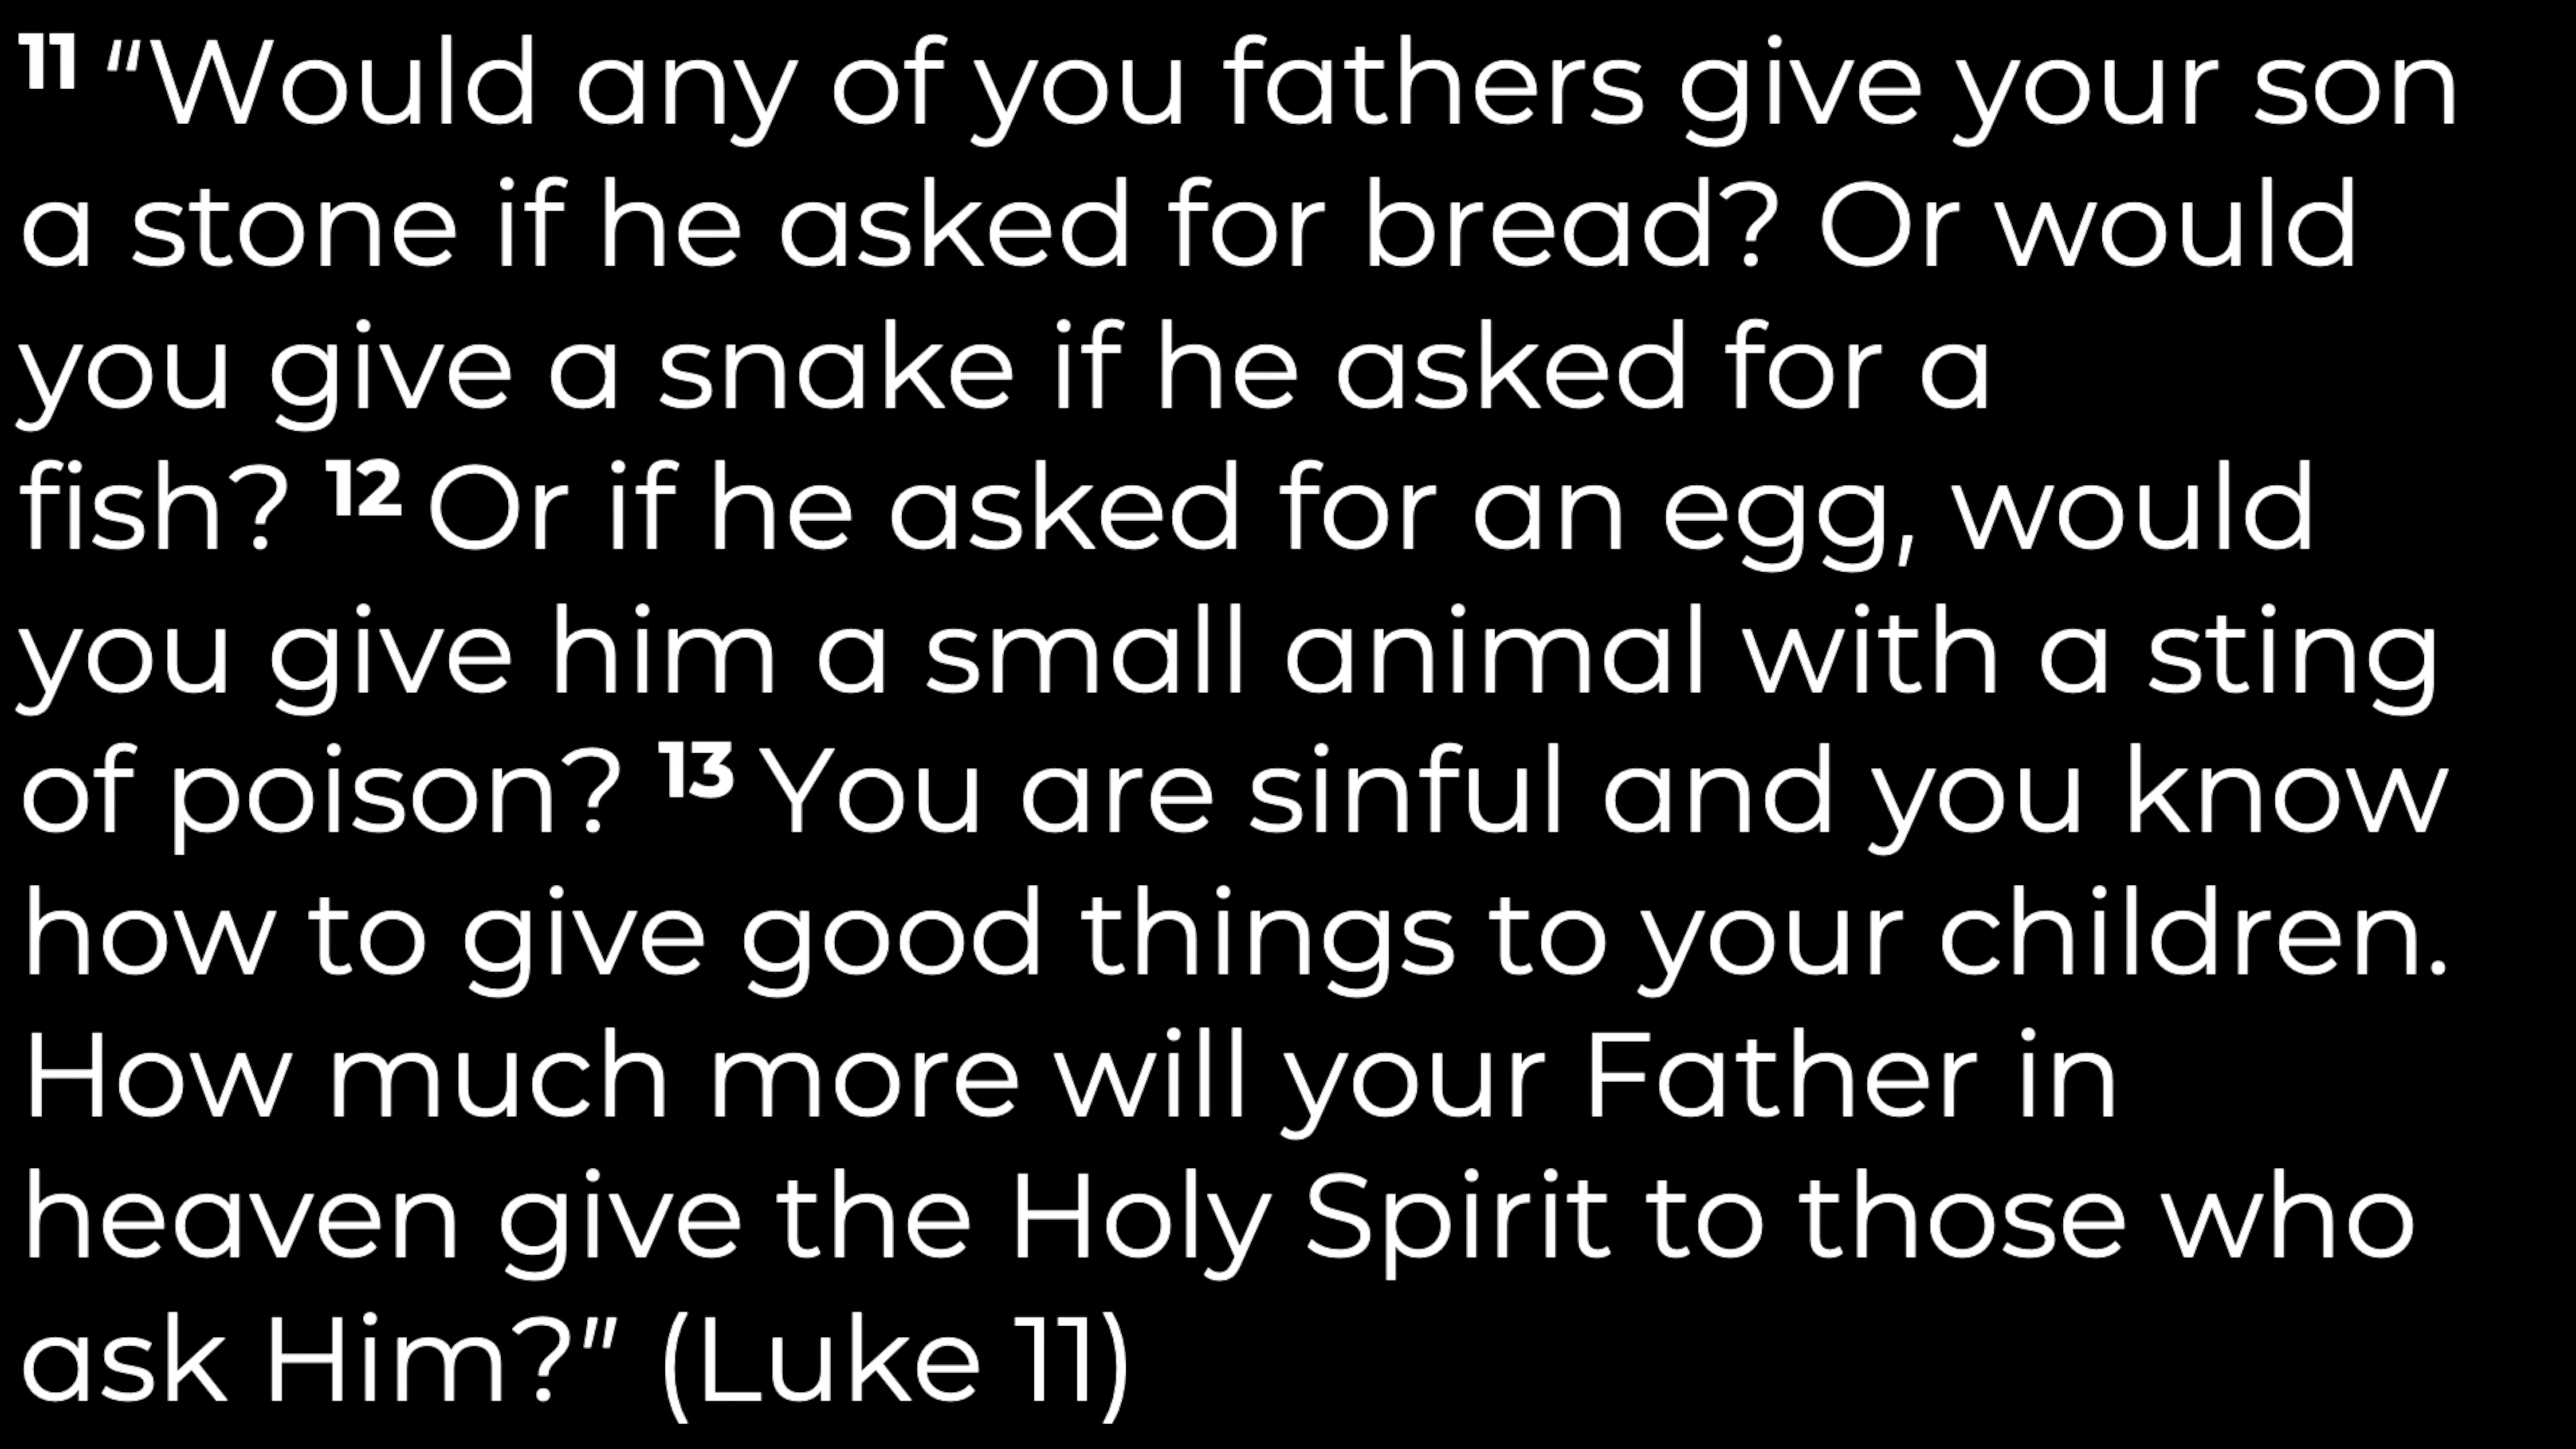 11 "Would any of you fathers give your son
a stone if he asked for bread? Or would
you give a snake if he asked for a
fish? 12 Or if he asked for an egg, would
you give him a small animal with a sting
of poison? 13 You are sinful and you know
how to give good things to your children.
How much more will your Father in
heaven give the Holy Spirit to those who
ask Him?" (Luke 11)